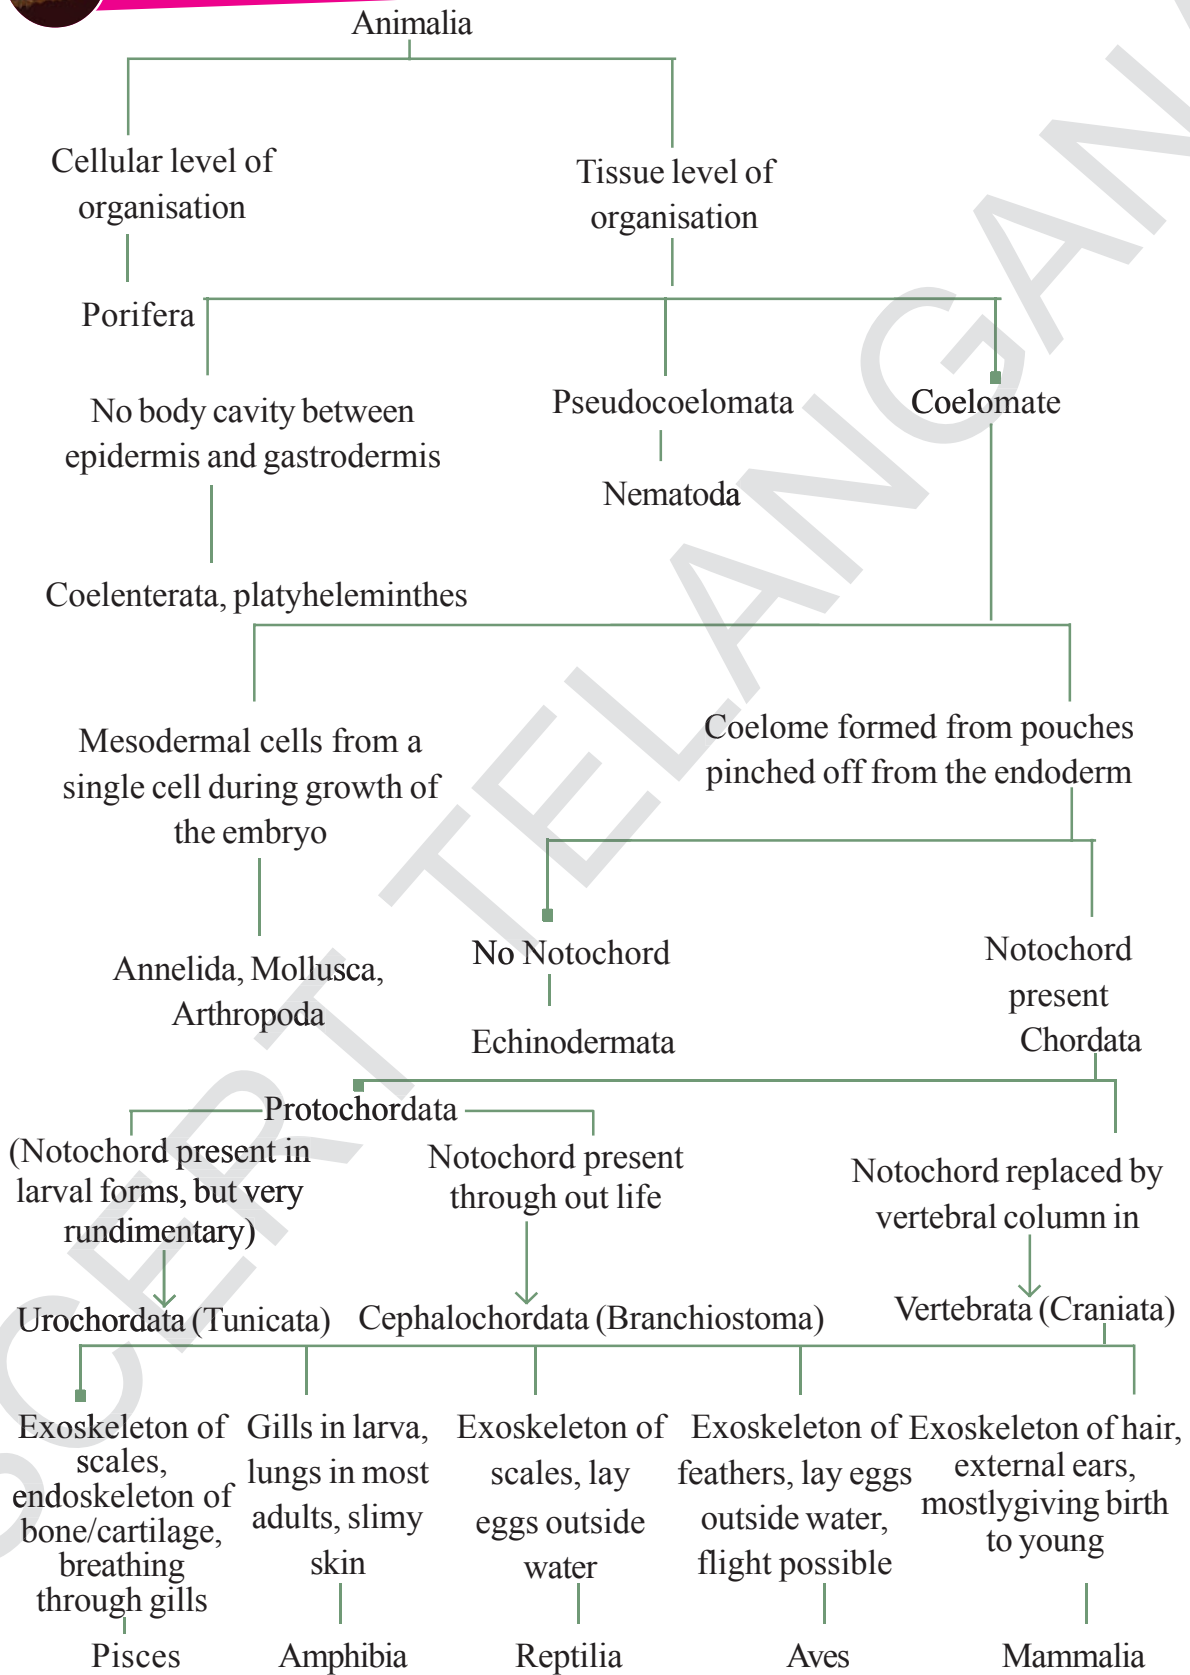 Animalia
Cellular level of
organisation
Tissue level of
organisation
Porifera
No body cavity between
epidermis and gastrodermis
Pseudocoelomata
Coelomate
Nematoda
Coelenterata, platyheleminthes
Mesodermal cells from a
single cell during growth of
the embryo
Coelome formed from pouches
pinched off from the endoderm
Annelida, Mollusca,
Arthropoda
No Notochord
Echinodermata
Notochord
present
Chordata
Protochordata
(Notochord present in
larval forms, but very
rundimentary)
Notochord present
through out life
Notochord replaced by
vertebral column in
Urochordata (Tunicata)
Cephalochordata (Branchiostoma)
Vertebrata (Craniata)
Exoskeleton of
scales,
endoskeleton of
bone/cartilage,
breathing
through gills
Gills in larva,
lungs in most
adults, slimy
skin
Exoskeleton of
scales, lay
eggs outside
water
Exoskeleton of
feathers, lay eggs
outside water,
flight possible
Exoskeleton of hair,
external ears,
mostlygiving birth
to young
Pisces
Amphibia
Reptilia
Aves
Mammalia
SCERT TELANGANA